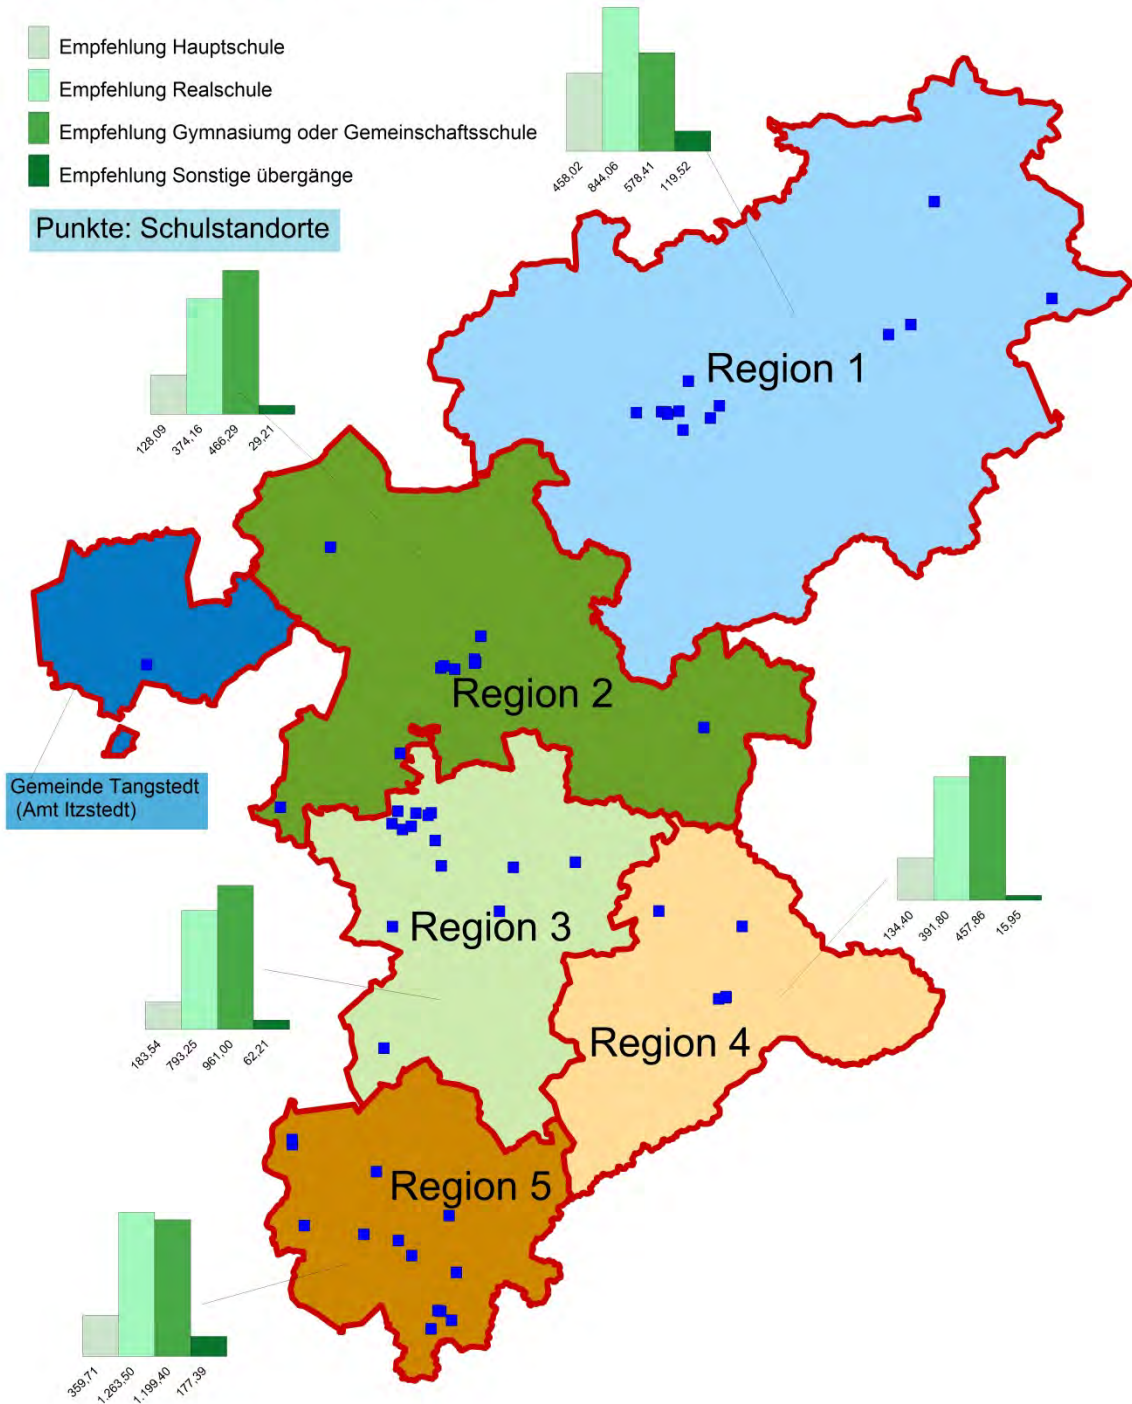 Empfehlung Hauptschule
Empfehlung Realschule
Empfehlung Gymnasiumg oder Gemeinschaftsschule
Empfehlung Sonstige übergänge
Punkte: Schulstandorte
458,02
844,06
578,41
119,52
Region 1
128,09
374,16
466,29
29,21
Region 2
Gemeinde Tangstedt
(Amt Itzstedt)
134,40
391,80
457,86
15,95
Region 3
183,54
793,25
961,00
62,21
Region 4
Region 5
359,71
1.263,50
1.199,40
177,39